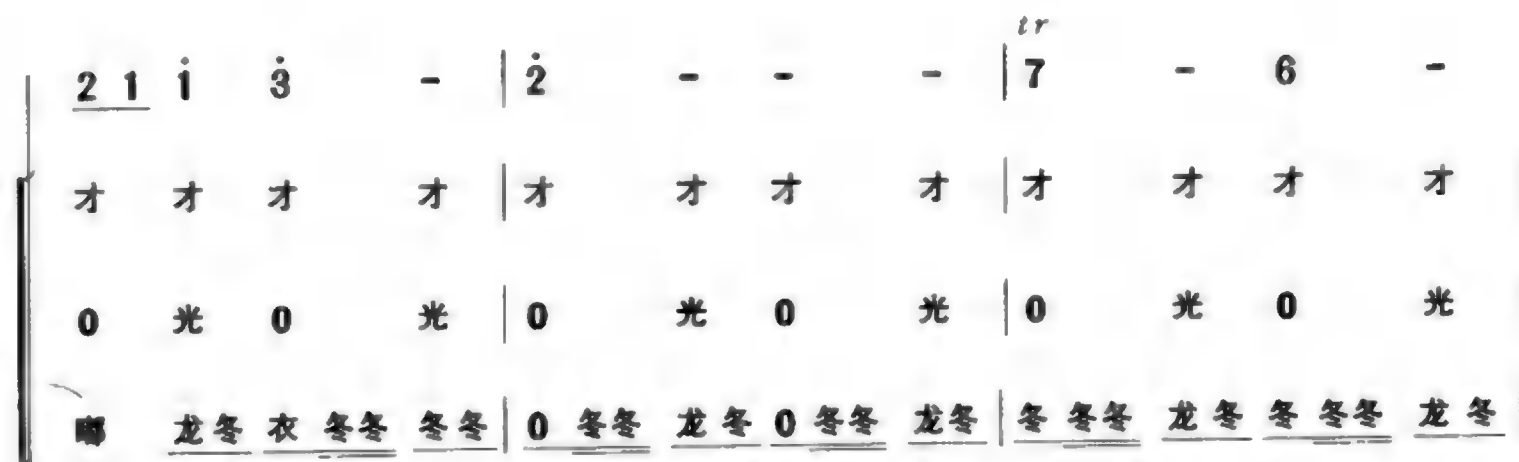 tr
2 1 i 3 - | 2 - - - | 7 - 6 -
才 才 才 才 | 才 才 才 才 | 才 才 才 才
0 光 0 光 | 0 光 0 光 | 0 光 0 光
龙冬 衣 冬冬 冬冬 | 0 冬冬 龙冬 0 冬冬 龙冬 | 冬 冬冬 龙冬 冬 冬冬 龙冬